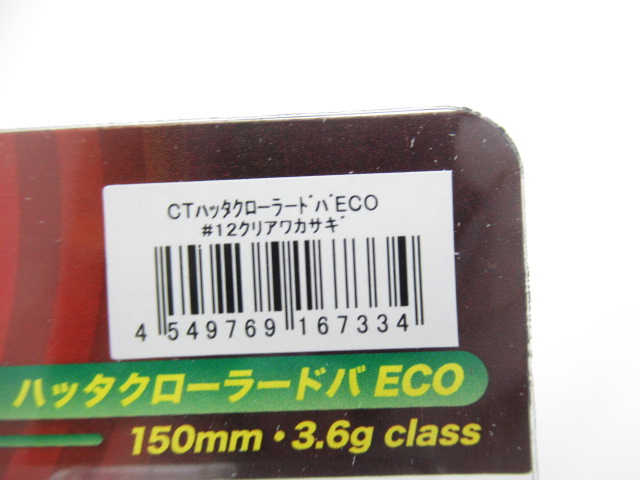 CTﾊｯﾀｸﾛｰﾗｰﾄﾞﾊﾞECO
#12ｸﾘｱﾜｶｻｷﾞ
4 549769 167334
ハッタクローラードバ ECO
150mm・3.6g class